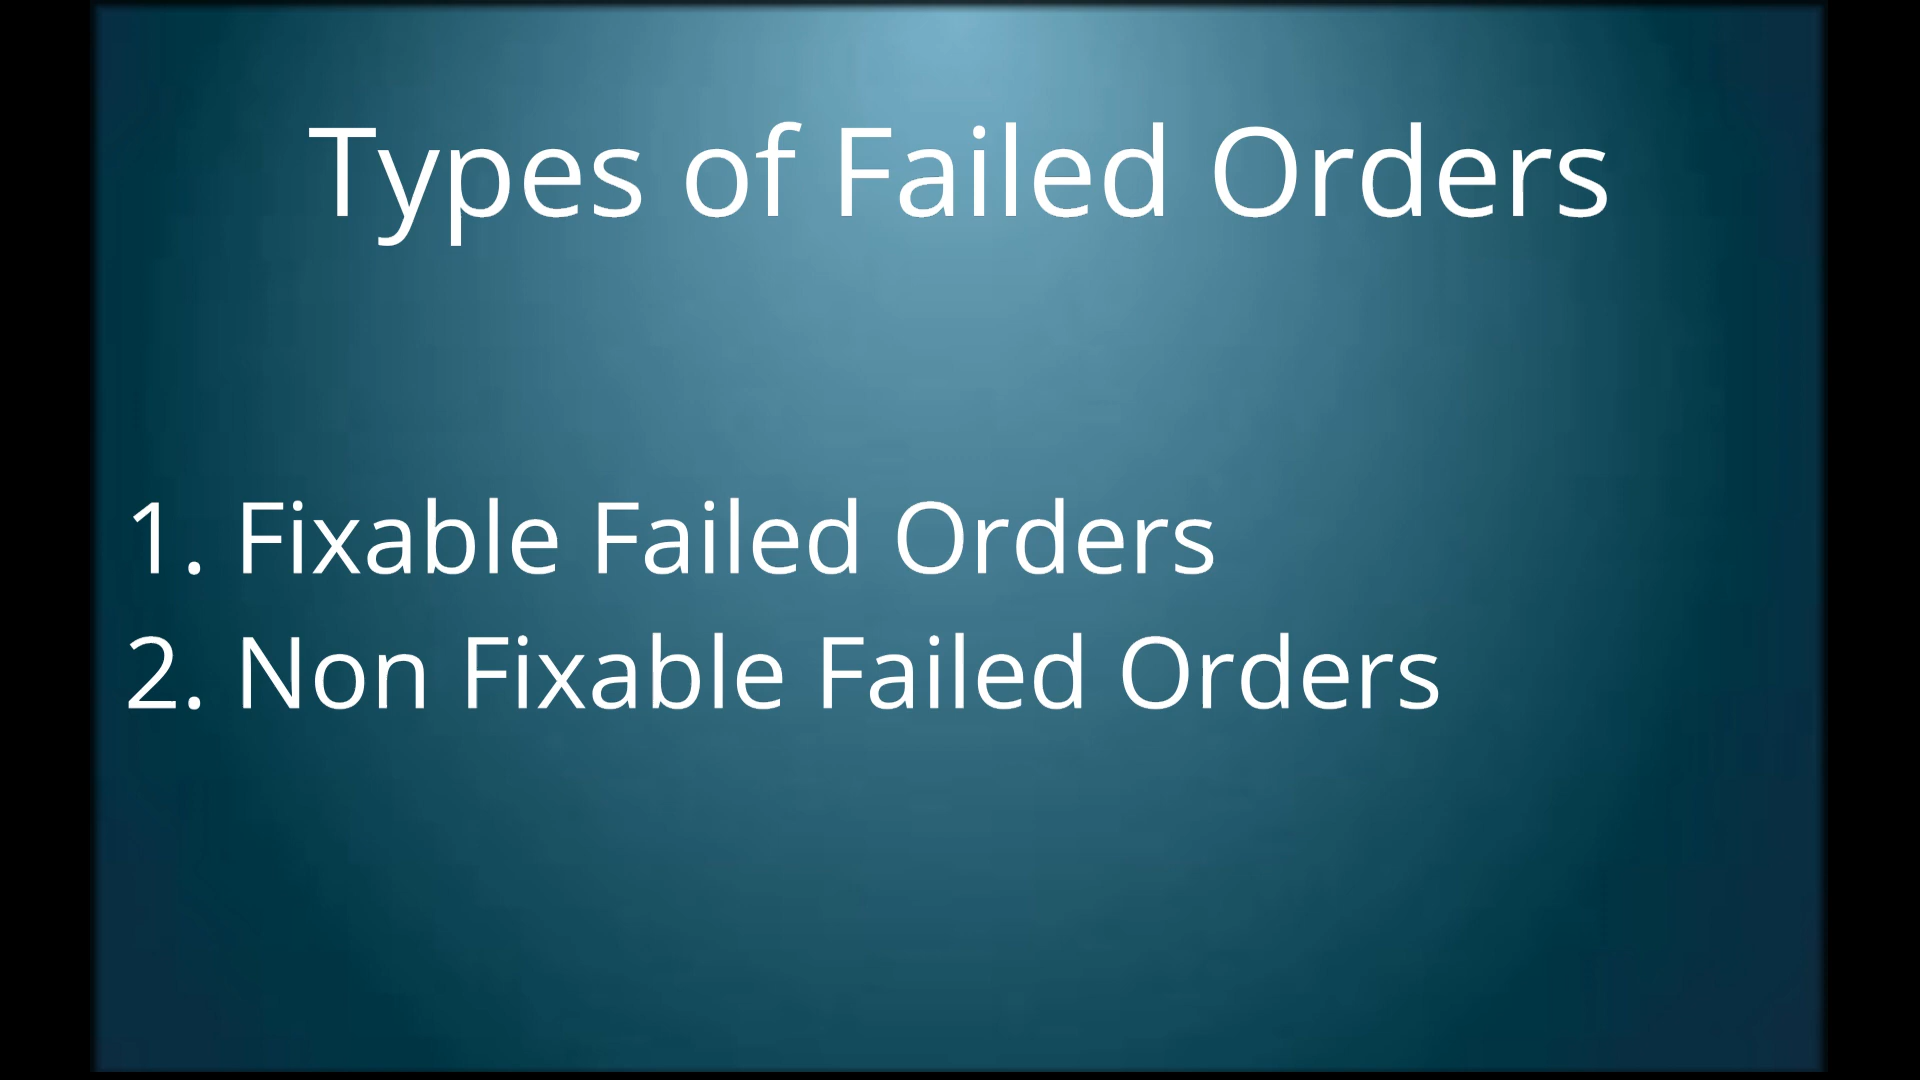 Types of Failed Orders
1. Fixable Failed Orders
2. Non Fixable Failed Orders